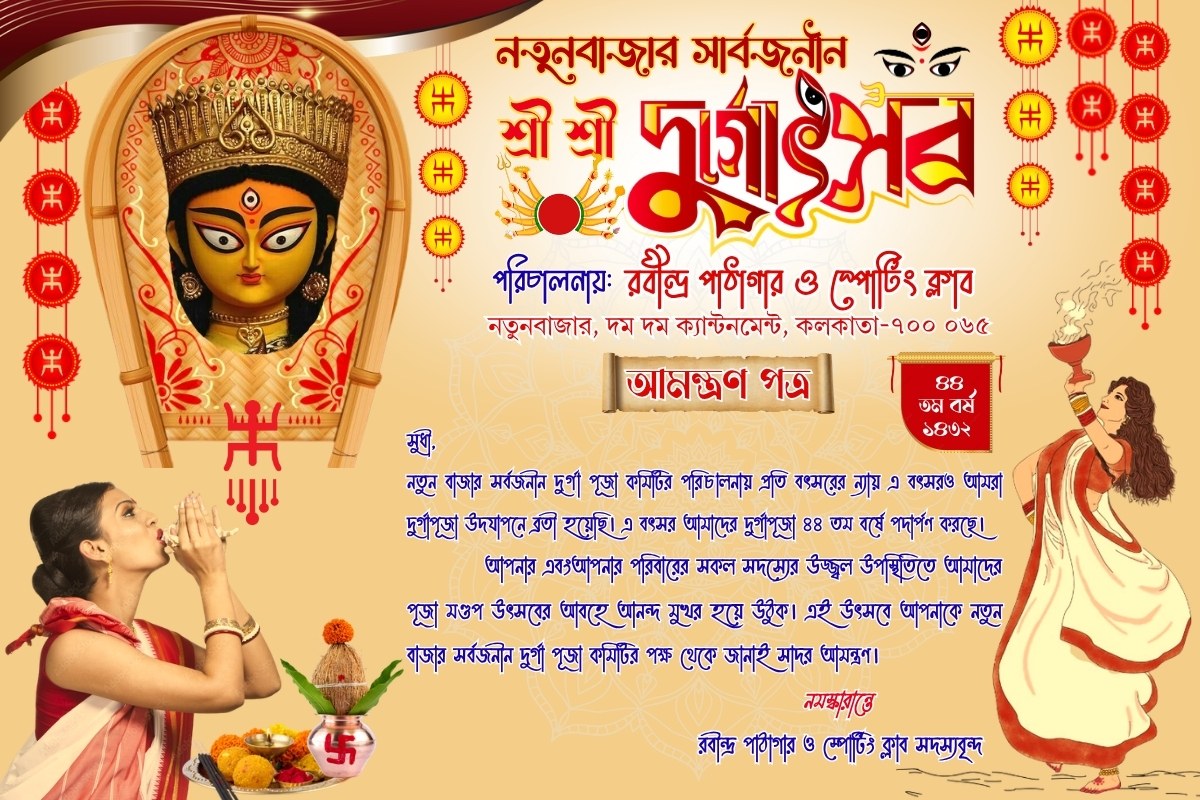 নতুনবাজার সার্বজনীন
শ্রী শ্রী দুর্গোৎসব
পরিচালনায়ঃ রবীন্দ্র পাঠাগার ও স্পোর্টিং ক্লাব
নতুনবাজার, দম দম ক্যান্টনমেন্ট, কলকাতা-৭০০ ০৬৫
আমন্ত্রণ পত্র
৪৪
তম বর্ষ
১৪৩২
সুধী,
নতুন বাজার সর্বজনীন দুর্গা পূজা কমিটির পরিচালনায় প্রতি বৎসরের ন্যায় এ বৎসরও আমরা
দুর্গাপূজা উদযাপনে ব্রতী হয়েছি। এ বৎসর আমাদের দুর্গাপূজা ৪৪ তম বর্ষে পদার্পণ করছে।
আপনার এবংআপনার পরিবারের সকল সদস্যের উজ্জ্বল উপস্থিতিতে আমাদের
পূজা মণ্ডপ উৎসবের আবহে আনন্দ মুখর হয়ে উঠুক। এই উৎসবে আপনাকে নতুন
বাজার সর্বজনীন দুর্গা পূজা কমিটির পক্ষ থেকে জানাই সাদর আমন্ত্রণ।
নমস্কারান্তে
রবীন্দ্র পাঠাগার ও স্পোর্টিং ক্লাব সদস্যবৃন্দ